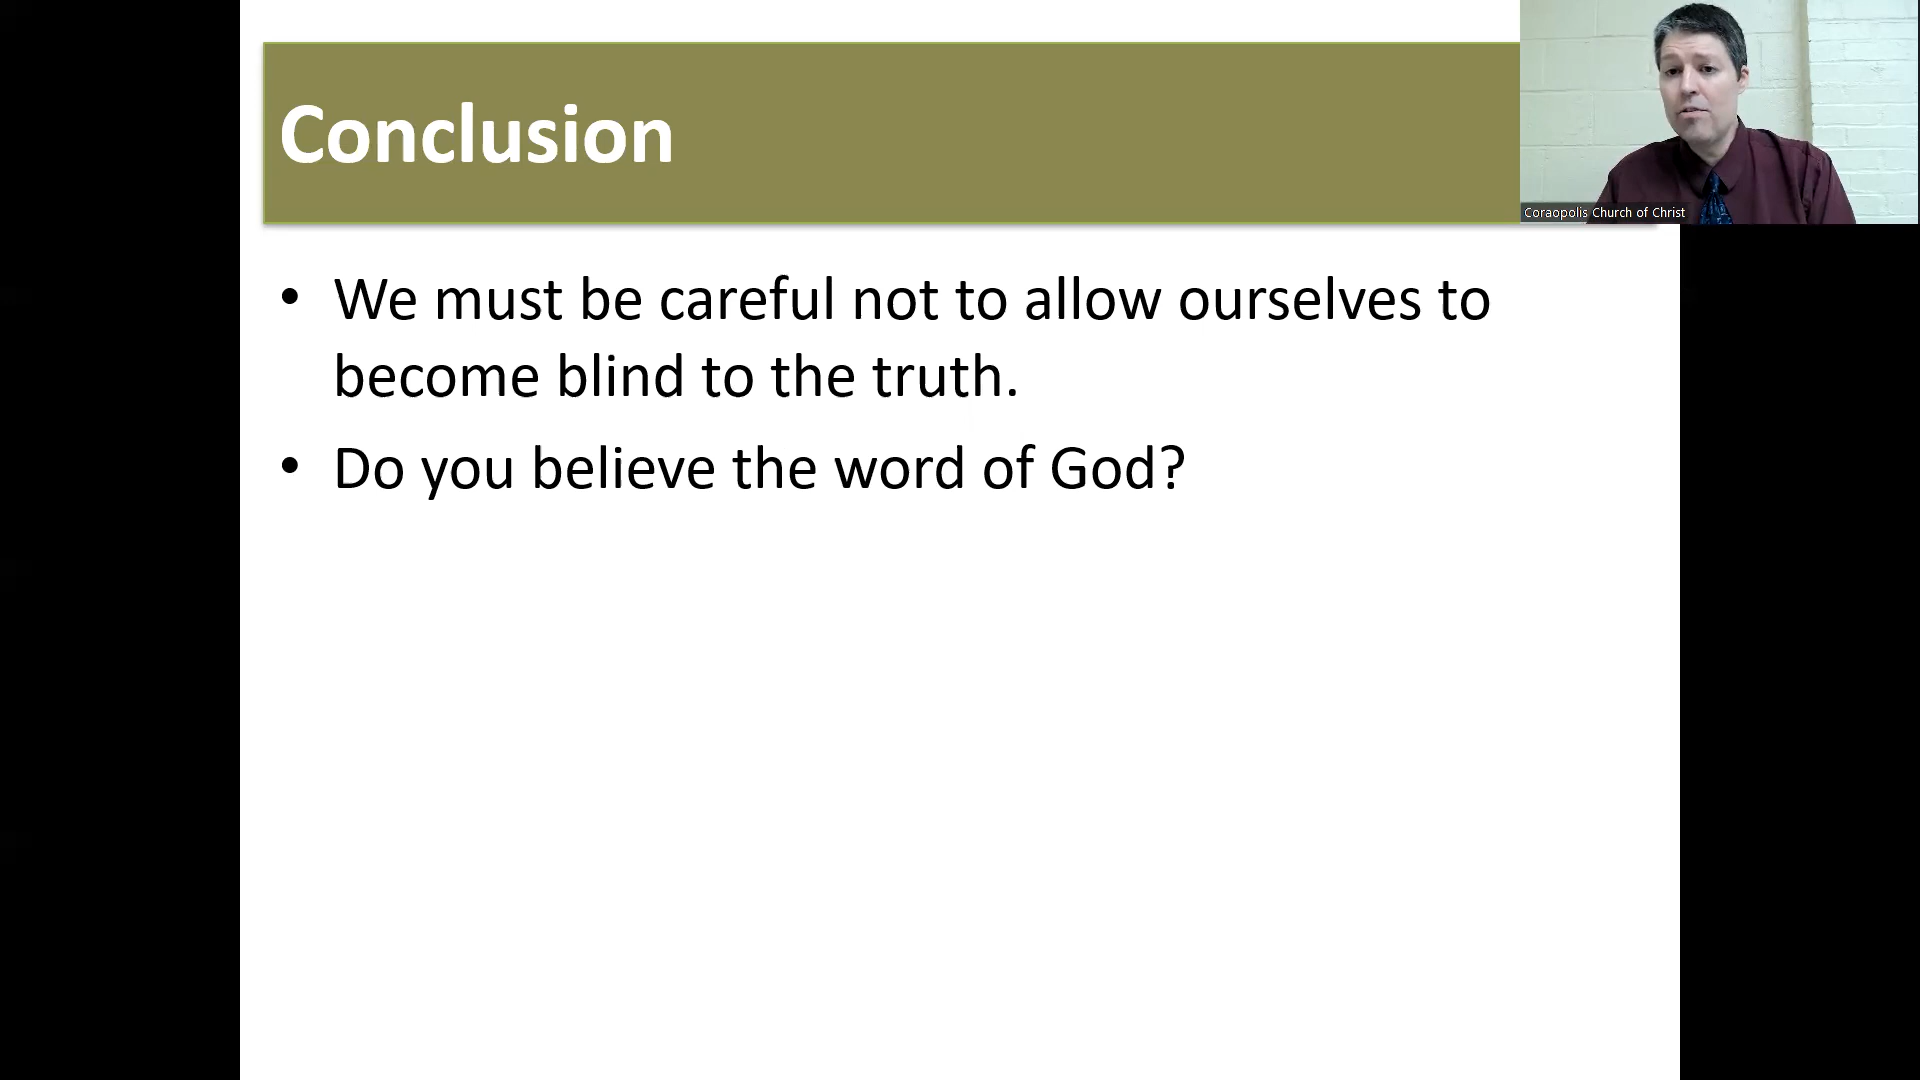 Conclusion
Coraopolis Church of Christ
• We must be careful not to allow ourselves to
become blind to the truth.
• Do you believe the word of God?